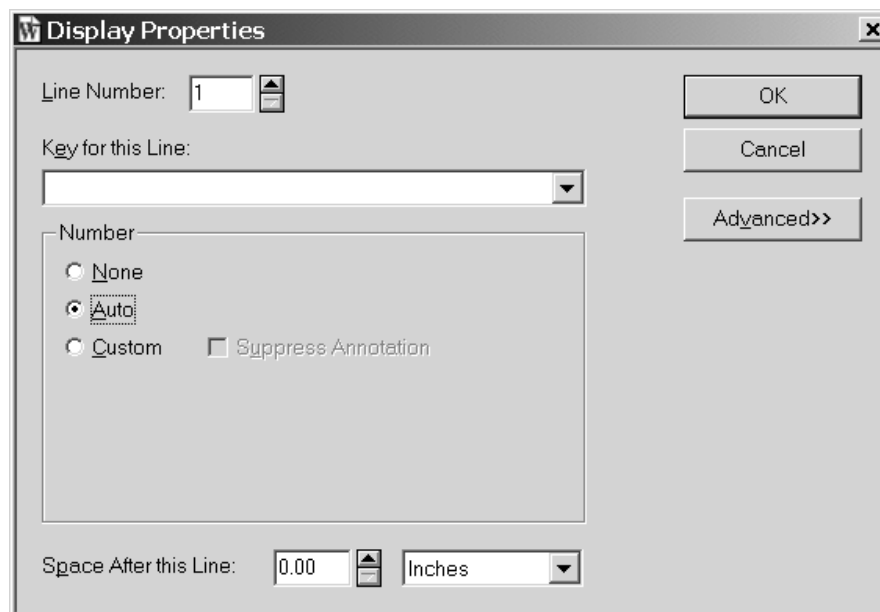 Display Properties
Line Number: 1
OK
Key for this Line:
Cancel
Advanced>>
Number
None
Auto
Custom Suppress Annotation
Space After this Line: 0.00 Inches